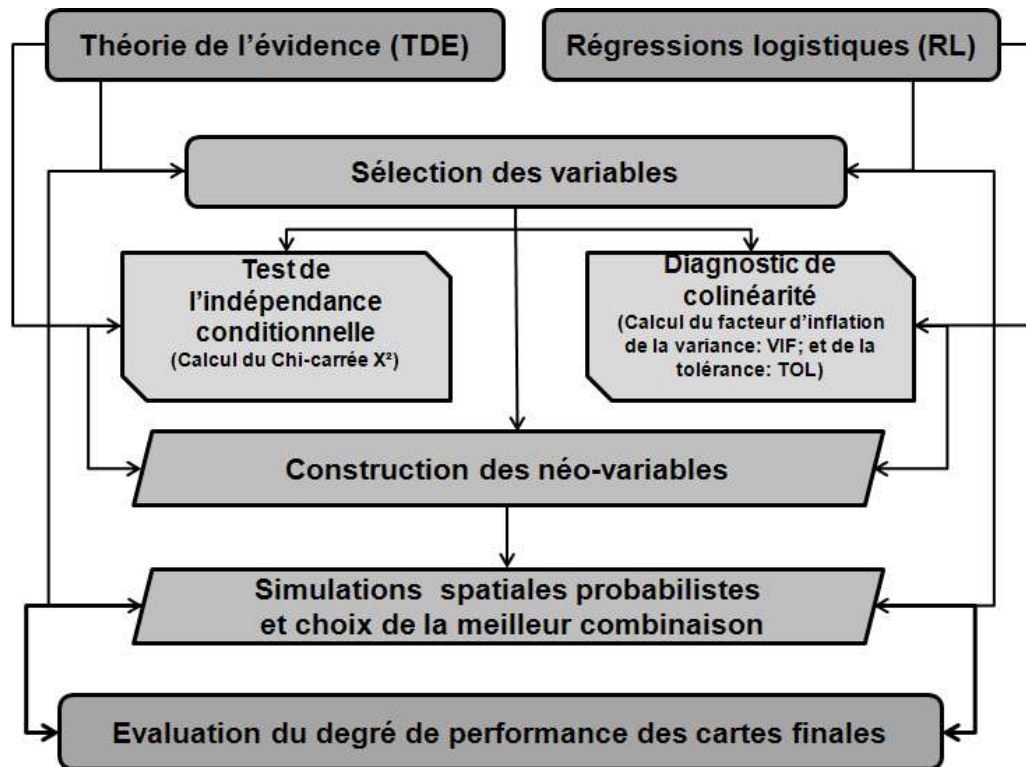 Théorie de l’évidence (TDE)
Régressions logistiques (RL)
Sélection des variables
Test de
l’indépendance
conditionnelle
(Calcul du Chi-carrée X²)
Diagnostic de
colinéarité
(Calcul du facteur d’inflation
de la variance: VIF; et de la
tolérance: TOL)
Construction des néo-variables
Simulations spatiales probabilistes
et choix de la meilleur combinaison
Evaluation du degré de performance des cartes finales